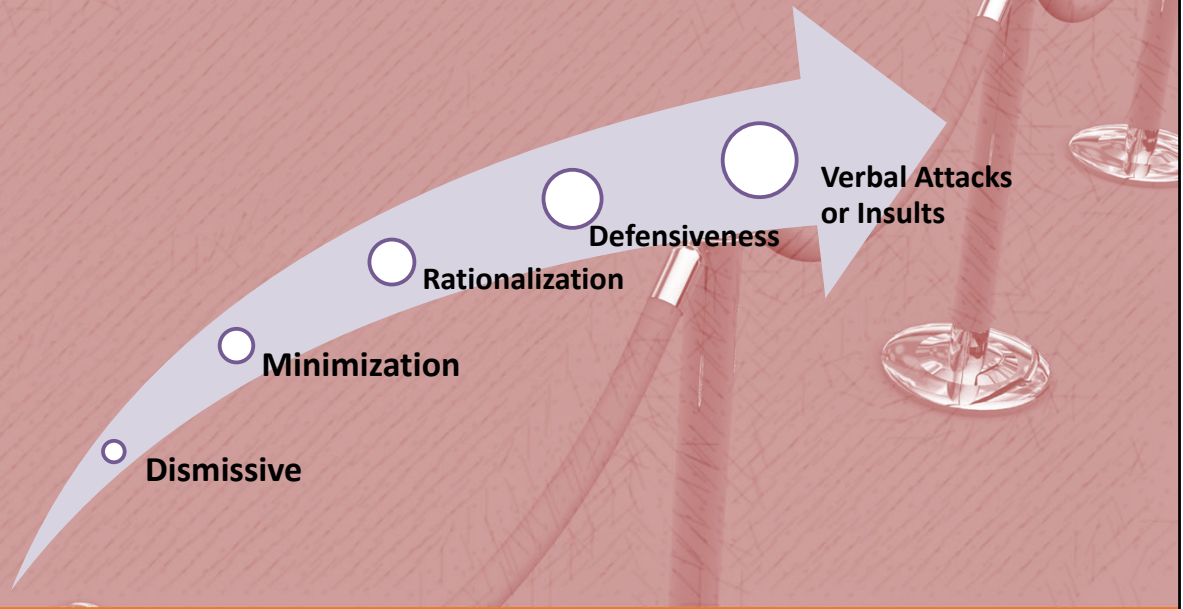 Verbal Attacks
or Insults
Defensiveness
Rationalization
Minimization
Dismissive